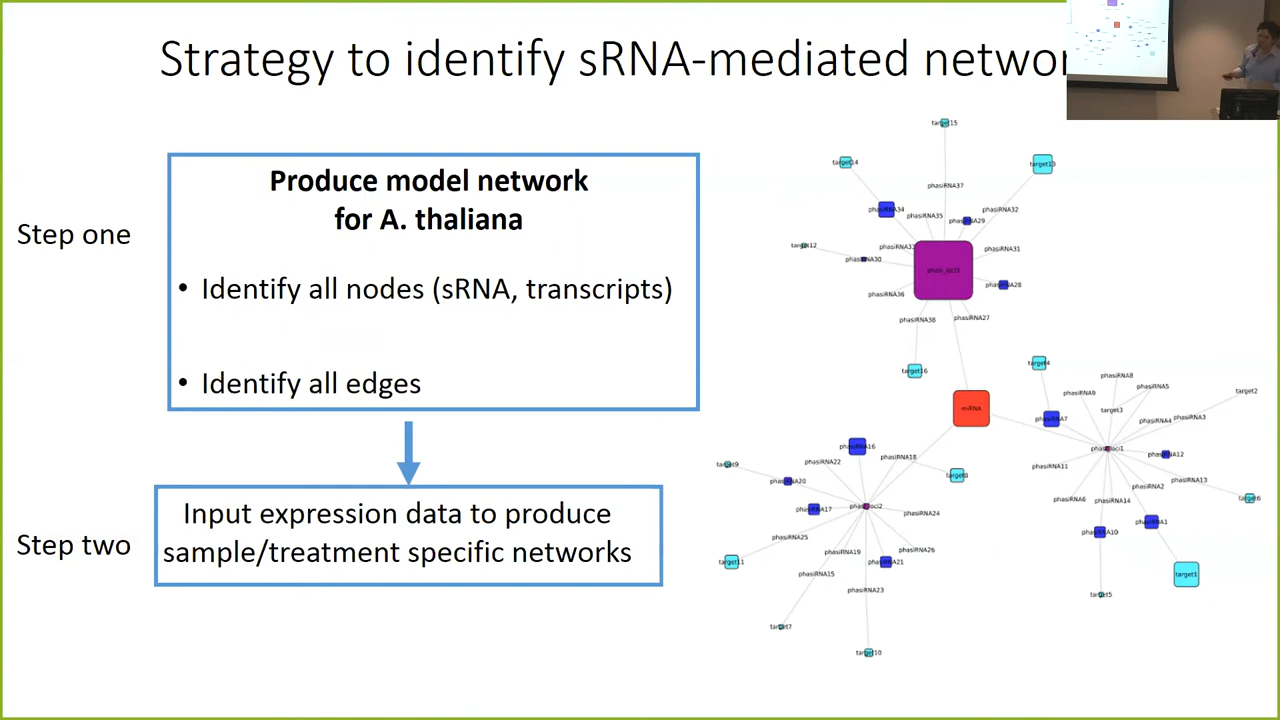 Strategy to identify sRNA-mediated networ
Step one
Produce model network
for A. thaliana
• Identify all nodes (sRNA, transcripts)
• Identify all edges
Step two
Input expression data to produce
sample/treatment specific networks
target15
target14
target13
phasiRNA37
phasiRNA34
phasiRNA35
phasiRNA29
phasiRNA32
target12
phasiRNA33
phasiRNA31
phasiRNA30
phasiRNA28
phasiRNA36
phasiRNA38
phasiRNA27
target16
target4
miRNA
phasiRNA8
phasiRNA9
phasiRNA5
target2
target3
phasiRNA7
phasiRNA4
phasiRNA3
phasiRNA16
phasiRNA12
phasiRNA22
phasiRNA18
target9
phasiRNA11
target8
phasiRNA20
phasiRNA13
phasiRNA2
phasiRNA6
phasiRNA14
target6
phasiRNA17
phasiRNA24
phasiRNA1
phasiRNA10
phasiRNA25
phasiRNA19
phasiRNA26
target11
phasiRNA21
phasiRNA15
target1
phasiRNA23
target5
target7
target10